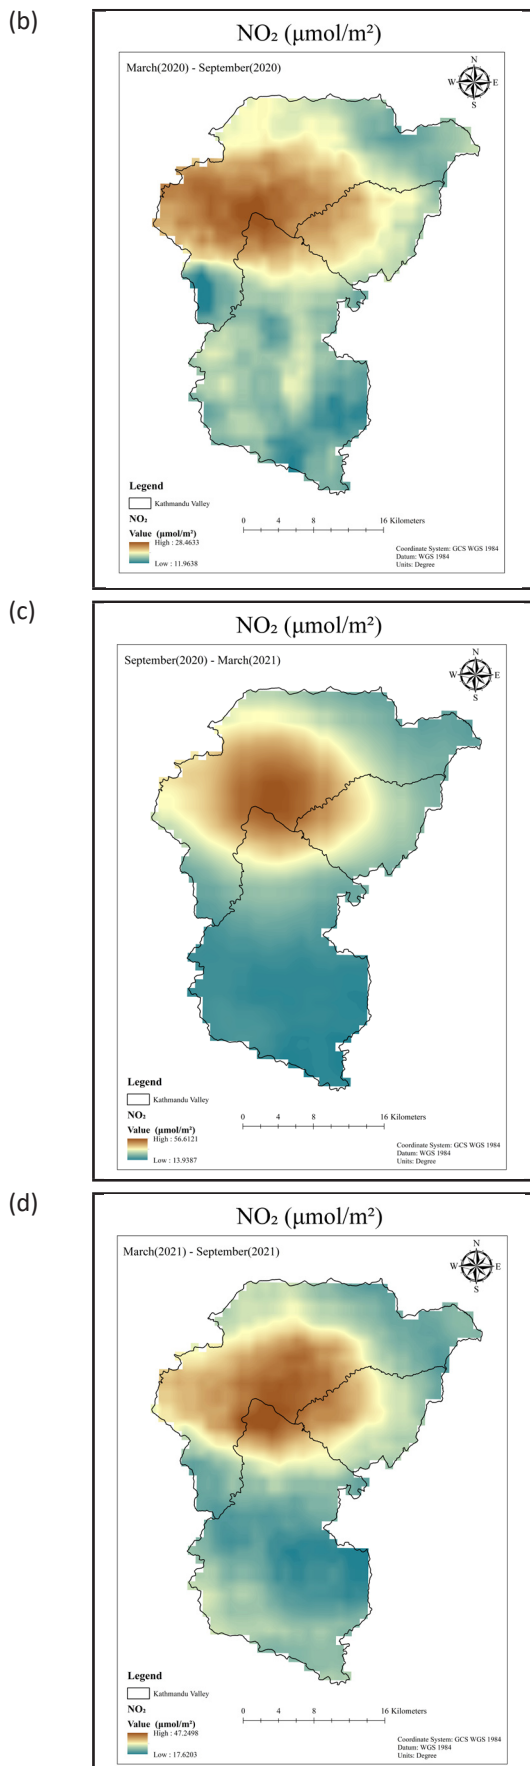 (b)
NO₂ (μmol/m²)
March(2020) - September(2020)
N
W E
S
Legend
Kathmandu Valley
NO₂
Value (μmol/m²)
High : 28.4633
Low : 11.9638
0 4 8 16 Kilometers
Coordinate System: GCS WGS 1984
Datum: WGS 1984
Units: Degree
(c)
NO₂ (μmol/m²)
September(2020) - March(2021)
N
W E
S
Legend
Kathmandu Valley
NO₂
Value (μmol/m²)
High : 56.6121
Low : 13.9387
0 4 8 16 Kilometers
Coordinate System: GCS WGS 1984
Datum: WGS 1984
Units: Degree
(d)
NO₂ (μmol/m²)
March(2021) - September(2021)
N
W E
S
Legend
Kathmandu Valley
NO₂
Value (μmol/m²)
High : 47.2498
Low : 17.6203
0 4 8 16 Kilometers
Coordinate System: GCS WGS 1984
Datum: WGS 1984
Units: Degree